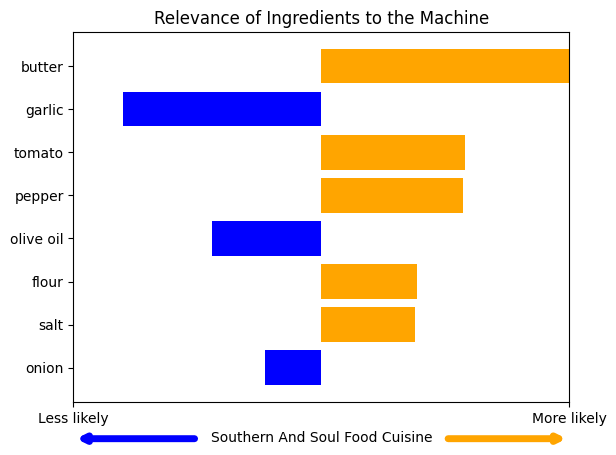 Relevance of Ingredients to the Machine
butter
garlic
tomato
pepper
olive oil
flour
salt
onion
Less likely
More likely
Southern And Soul Food Cuisine